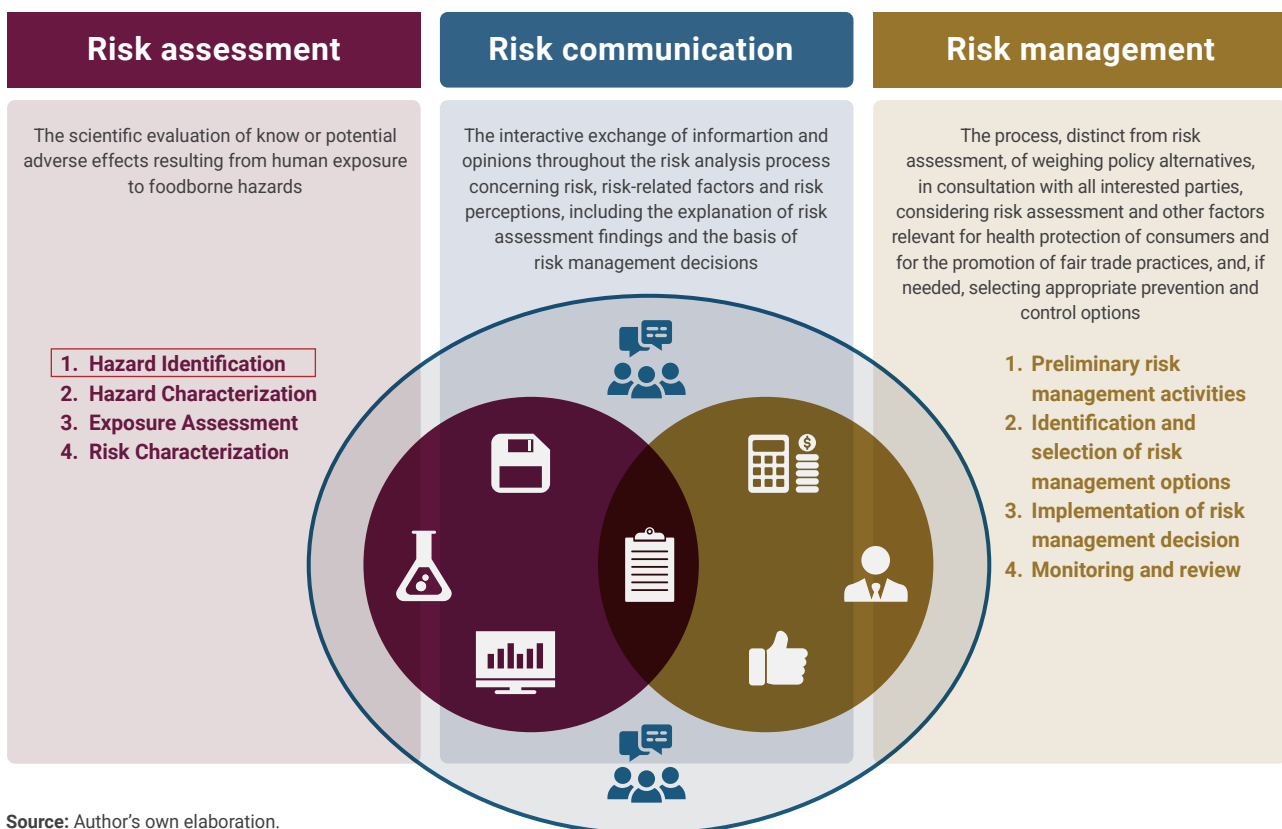 Risk assessment
The scientific evaluation of know or potential
adverse effects resulting from human exposure
to foodborne hazards
1. Hazard Identification
2. Hazard Characterization
3. Exposure Assessment
4. Risk Characterization
Risk communication
The interactive exchange of informartion and
opinions throughout the risk analysis process
concerning risk, risk-related factors and risk
perceptions, including the explanation of risk
assessment findings and the basis of
risk management decisions
Risk management
The process, distinct from risk
assessment, of weighing policy alternatives,
in consultation with all interested parties,
considering risk assessment and other factors
relevant for health protection of consumers and
for the promotion of fair trade practices, and, if
needed, selecting appropriate prevention and
control options
1. Preliminary risk
management activities
2. Identification and
selection of risk
management options
3. Implementation of risk
management decision
4. Monitoring and review
$
Source: Author's own elaboration.